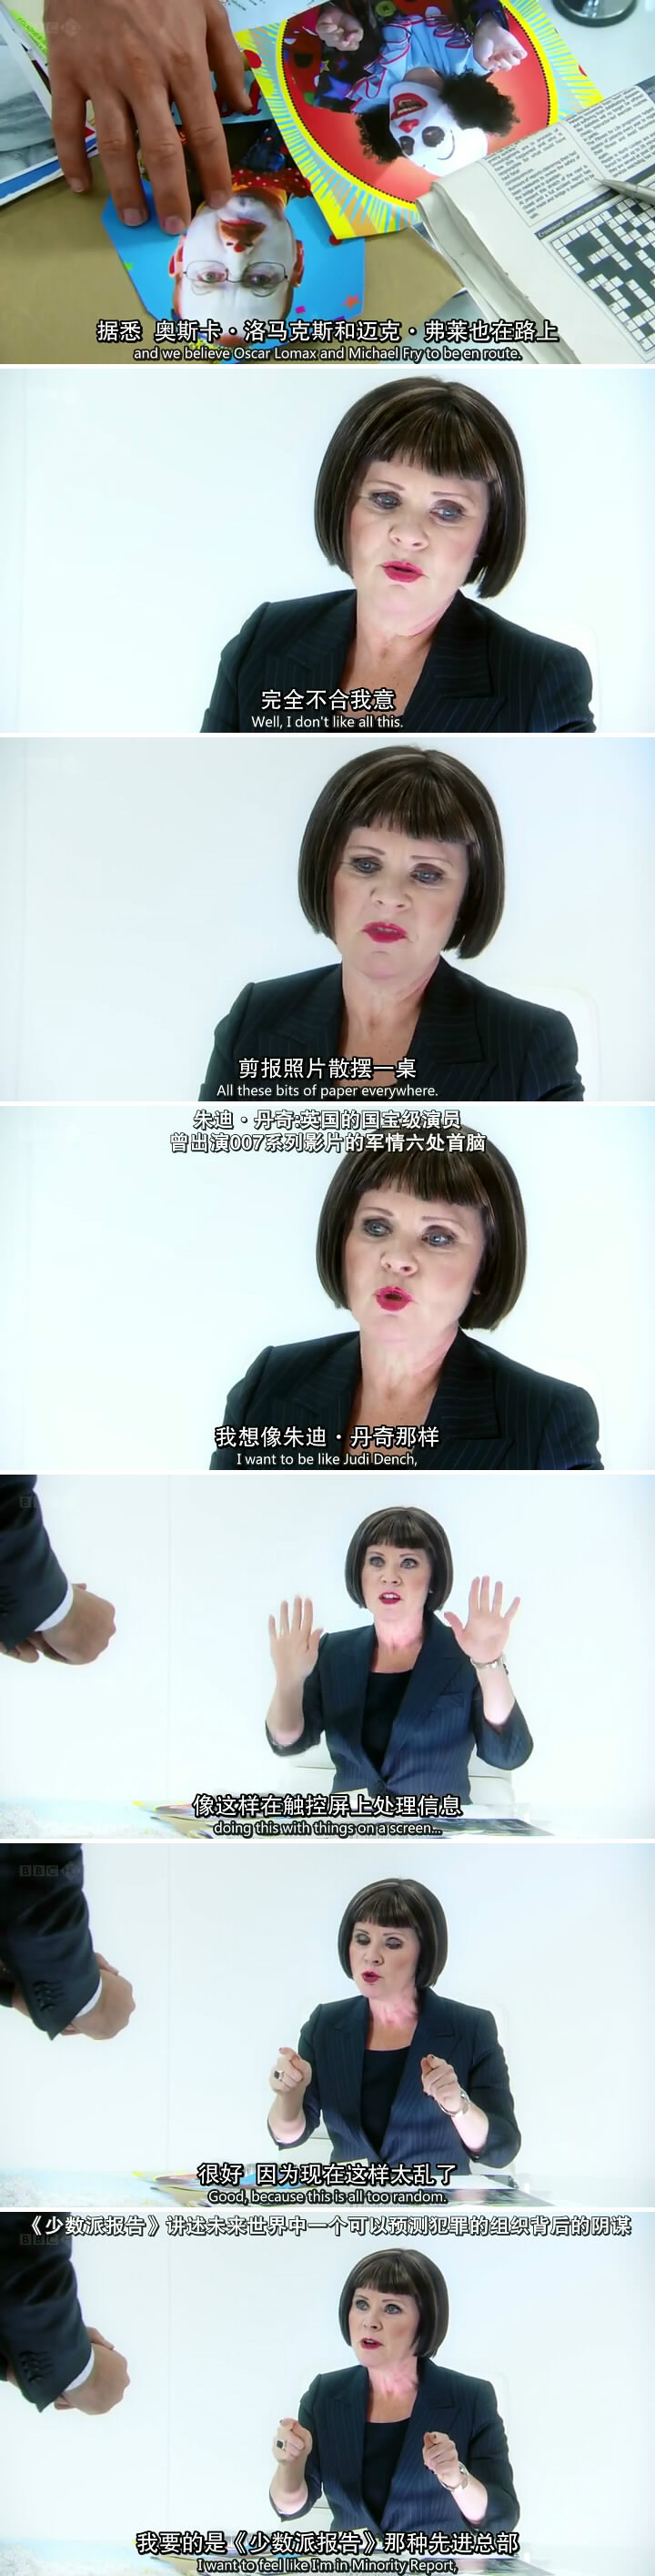 据悉 奥斯卡·洛马克斯和迈克·弗莱也在路上
and we believe Oscar Lomax and Michael Fry to be en route.
完全不合我意
Well, I don't like all this.
剪报照片散摆一桌
All these bits of paper everywhere.
朱迪·丹奇:英国的国宝级演员
曾出演007系列影片的军情六处首脑
我想像朱迪·丹奇那样
I want to be like Judi Dench,
像这样在触控屏上处理信息
doing this with things on a screen...
BBC
很好 因为现在这样太乱了
Good, because this is all too random.
《少数派报告》讲述未来世界中一个可以预测犯罪的组织背后的阴谋
我要的是《少数派报告》那种先进总部
I want to feel like I'm in Minority Report,